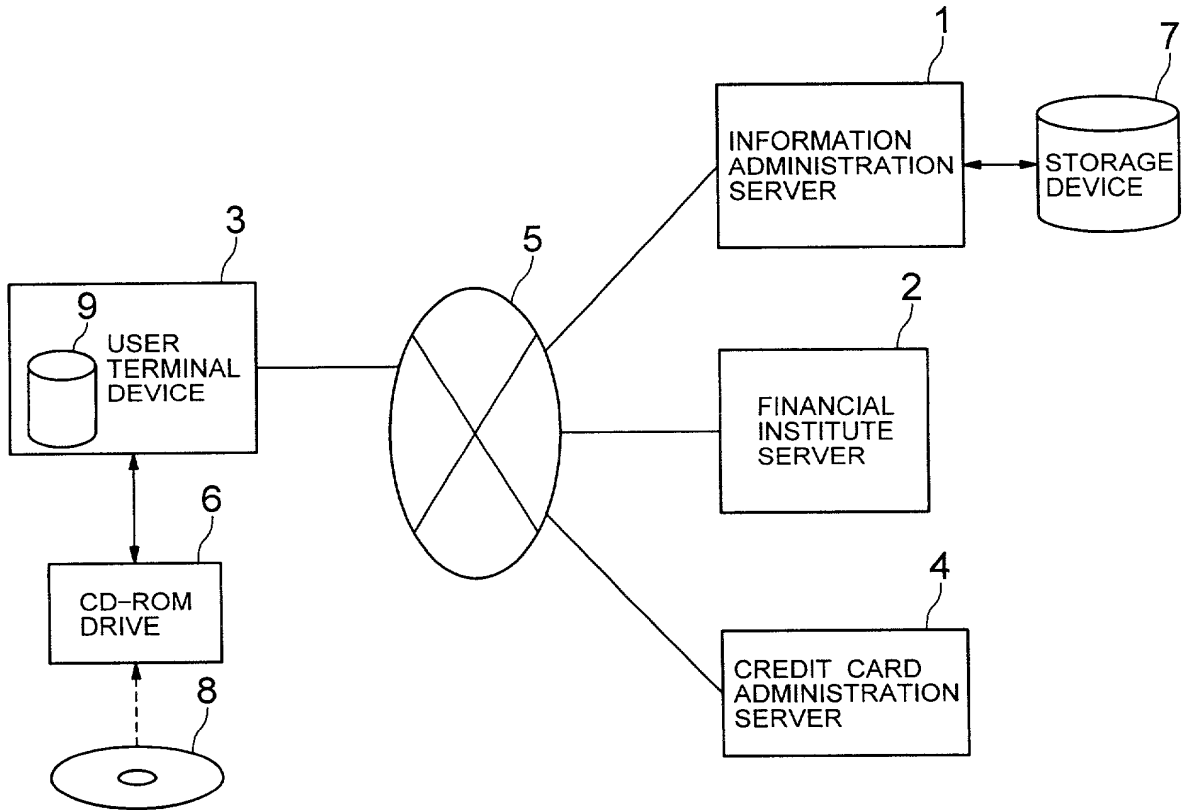 1
7
INFORMATION
ADMINISTRATION
SERVER
STORAGE
DEVICE
3
5
9
USER
TERMINAL
DEVICE
2
FINANCIAL
INSTITUTE
SERVER
6
CD-ROM
DRIVE
4
CREDIT CARD
ADMINISTRATION
SERVER
8